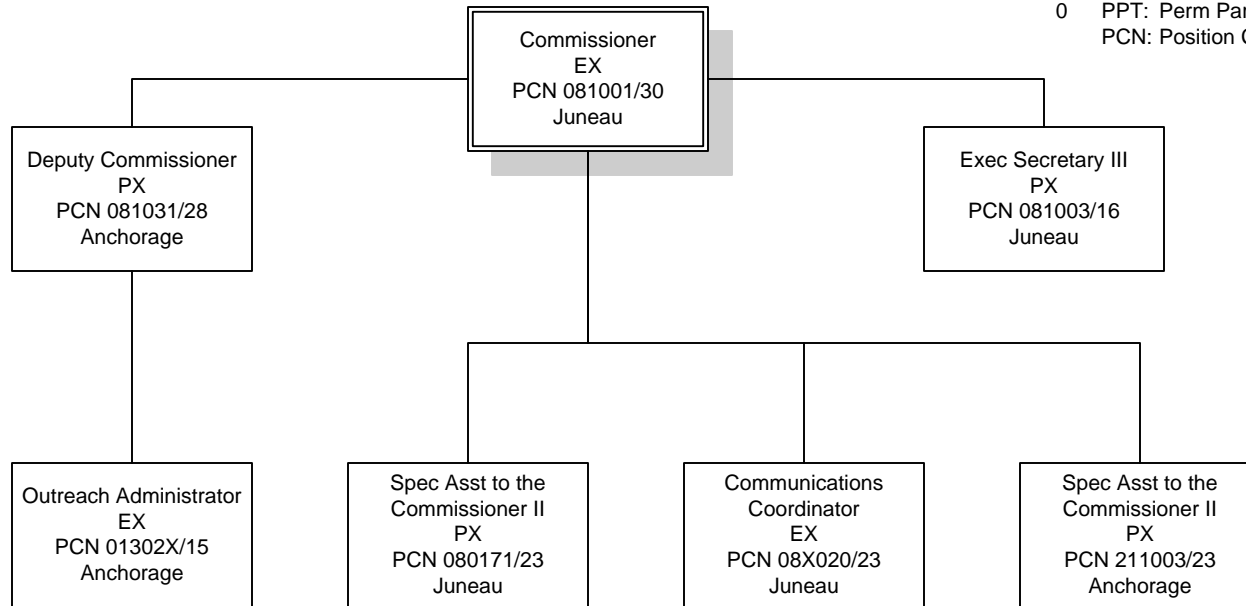 0 PPT: Perm
PCN: Position
Commissioner
EX
PCN 081001/30
Juneau
Deputy Commissioner
PX
PCN 081031/28
Anchorage
Exec Secretary III
PX
PCN 081003/16
Juneau
Outreach Administrator
EX
PCN 01302X/15
Anchorage
Spec Asst to the
Commissioner II
PX
PCN 080171/23
Juneau
Communications
Coordinator
EX
PCN 08X020/23
Juneau
Spec Asst to the
Commissioner II
PX
PCN 211003/23
Anchorage